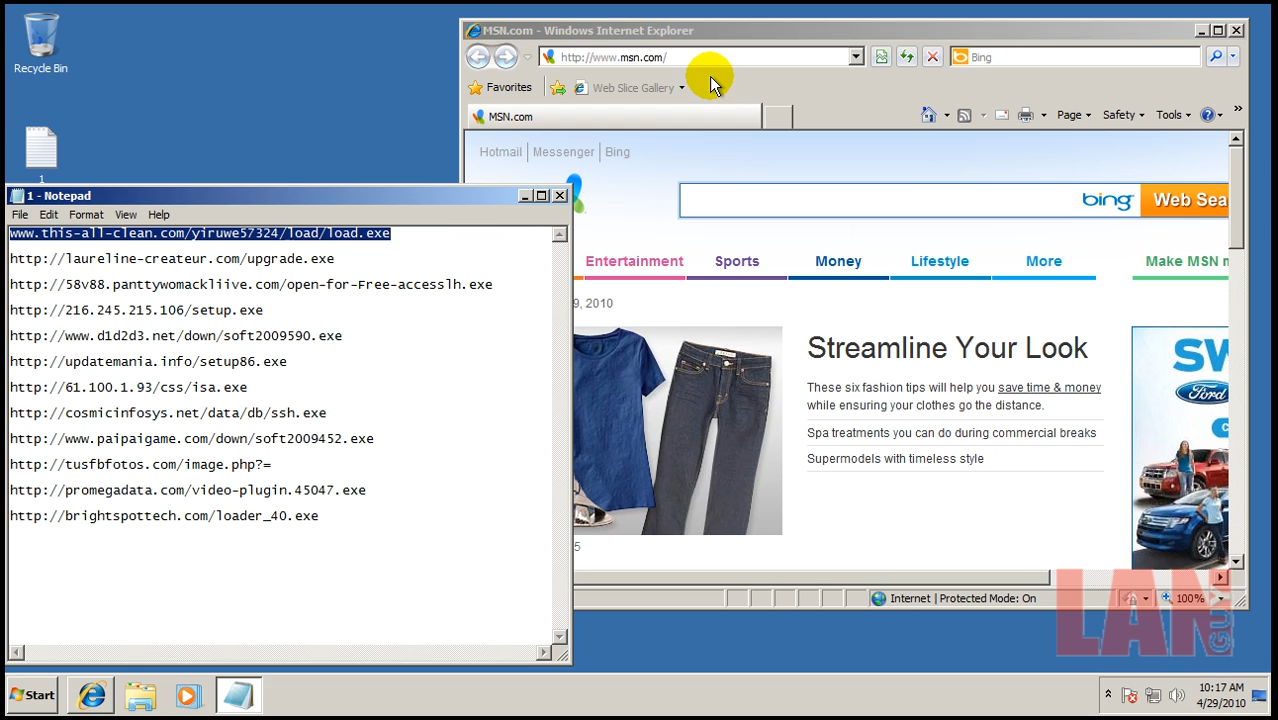 Recycle Bin
1
1 - Notepad
File Edit Format View Help
www.this-all-clean.com/yiruwe57324/load/load.exe
http://laureline-createur.com/upgrade.exe
http://58v88.panttywomackliive.com/open-for-Free-accesslh.exe
http://216.245.215.106/setup.exe
http://www.d1d2d3.net/down/soft2009590.exe
http://updatemania.info/setup86.exe
http://61.100.1.93/css/isa.exe
http://cosmicinfosys.net/data/db/ssh.exe
http://www.paipaigame.com/down/soft2009452.exe
http://tusfbfotos.com/image.php?=
http://promegadata.com/video-plugin.45047.exe
http://brightspottech.com/loader_40.exe
MSN.com - Windows Internet Explorer
http://www.msn.com/
Bing
Favorites Web Slice Gallery
MSN.com
Page Safety Tools
Hotmail Messenger Bing
bing Web Sea
Entertainment Sports Money Lifestyle More Make MSN m
9, 2010
Streamline Your Look
These six fashion tips will help you save time & money
while ensuring your clothes go the distance.
Spa treatments you can do during commercial breaks
Supermodels with timeless style
5
SW
Ford
C
Internet | Protected Mode: On
100%
LAN
GUY
Start
10:17 AM
4/29/2010